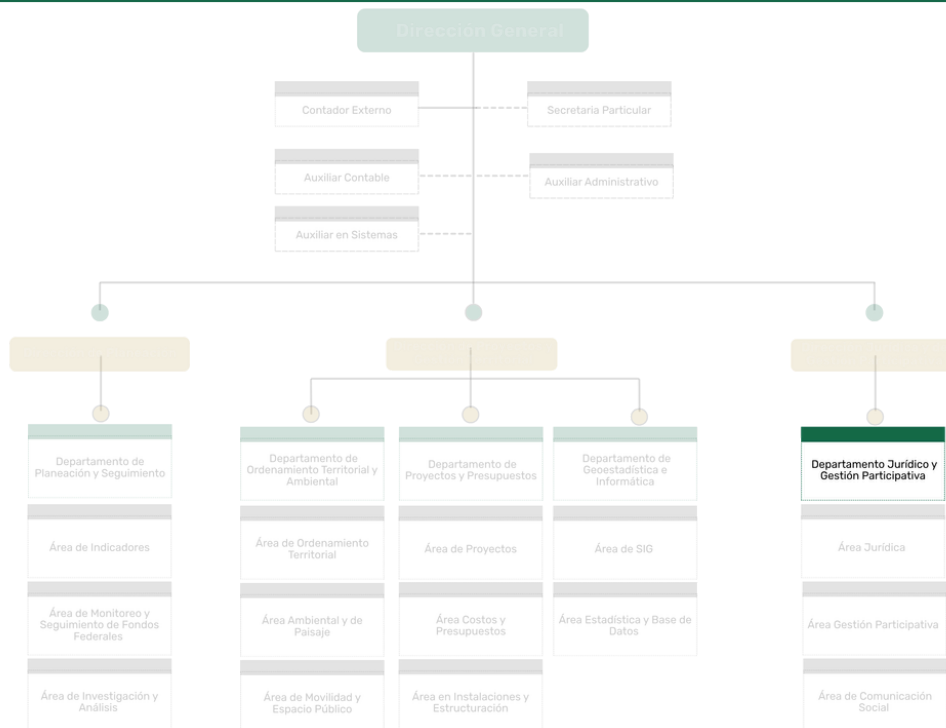 Dirección General
Contador Externo
Secretaria Particular
Auxiliar Contable
Auxiliar Administrativo
Auxiliar en Sistemas
Departamento de
Planeación y Seguimiento
Departamento de
Ordenamiento Territorial y
Ambiental
Departamento de
Proyectos y Presupuestos
Departamento de
Geoestadística e
Informática
Departamento Jurídico y
Gestión Participativa
Área de Indicadores
Área de Ordenamiento
Territorial
Área de Proyectos
Área de SIG
Área Jurídica
Área de Monitoreo y
Seguimiento de Fondos
Federales
Área Ambiental y de
Paisaje
Área Costos y
Presupuestos
Área Estadística y Base de
Datos
Área Gestión Participativa
Área de Investigación y
Análisis
Área de Movilidad y
Espacio Público
Área en Instalaciones y
Estructuración
Área de Comunicación
Social